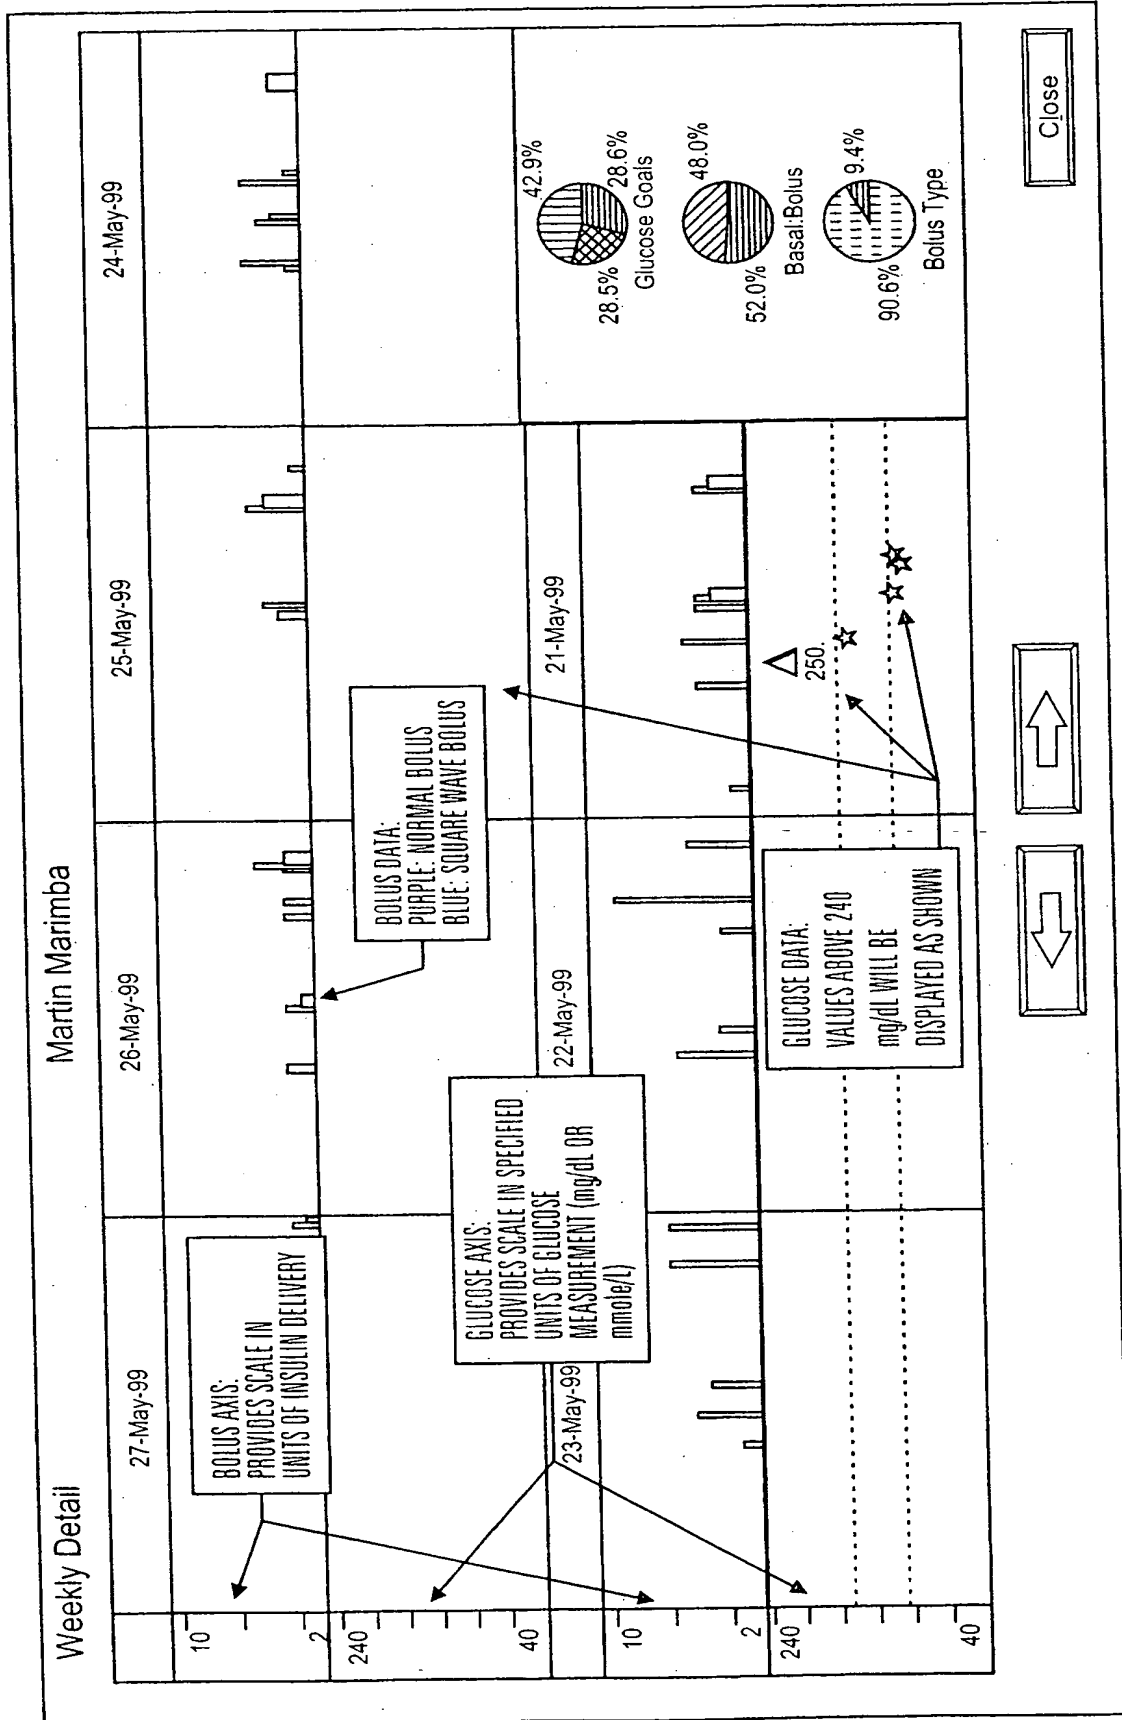 Weekly Detail
Martin Marimba
27-May-99
26-May-99
25-May-99
24-May-99
10
2
240
40
BOLUS AXIS:
PROVIDES SCALE IN
UNITS OF INSULIN DELIVERY
BOLUS DATA:
PURPLE: NORMAL BOLUS
BLUE: SQUARE WAVE BOLUS
GLUCOSE AXIS:
PROVIDES SCALE IN SPECIFIED
UNITS OF GLUCOSE
MEASUREMENT (mg/dL OR
mmole/L)
23-May-99
22-May-99
21-May-99
10
2
240
40
250.
GLUCOSE DATA:
VALUES ABOVE 240
mg/dL WILL BE
DISPLAYED AS SHOWN
42.9%
28.5%
28.6%
Glucose Goals
48.0%
52.0%
Basal:Bolus
9.4%
90.6%
Bolus Type
Close